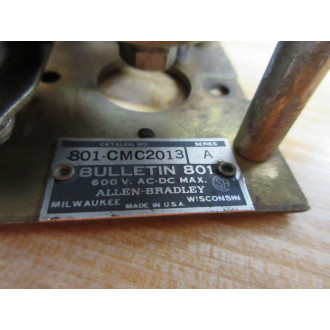 CATALOG NO. SERIES
801-CMC2013 A
BULLETIN 801
600 V. AC-DC MAX.
ALLEN-BRADLEY
MILWAUKEE WISCONSIN
MADE IN U.S.A.